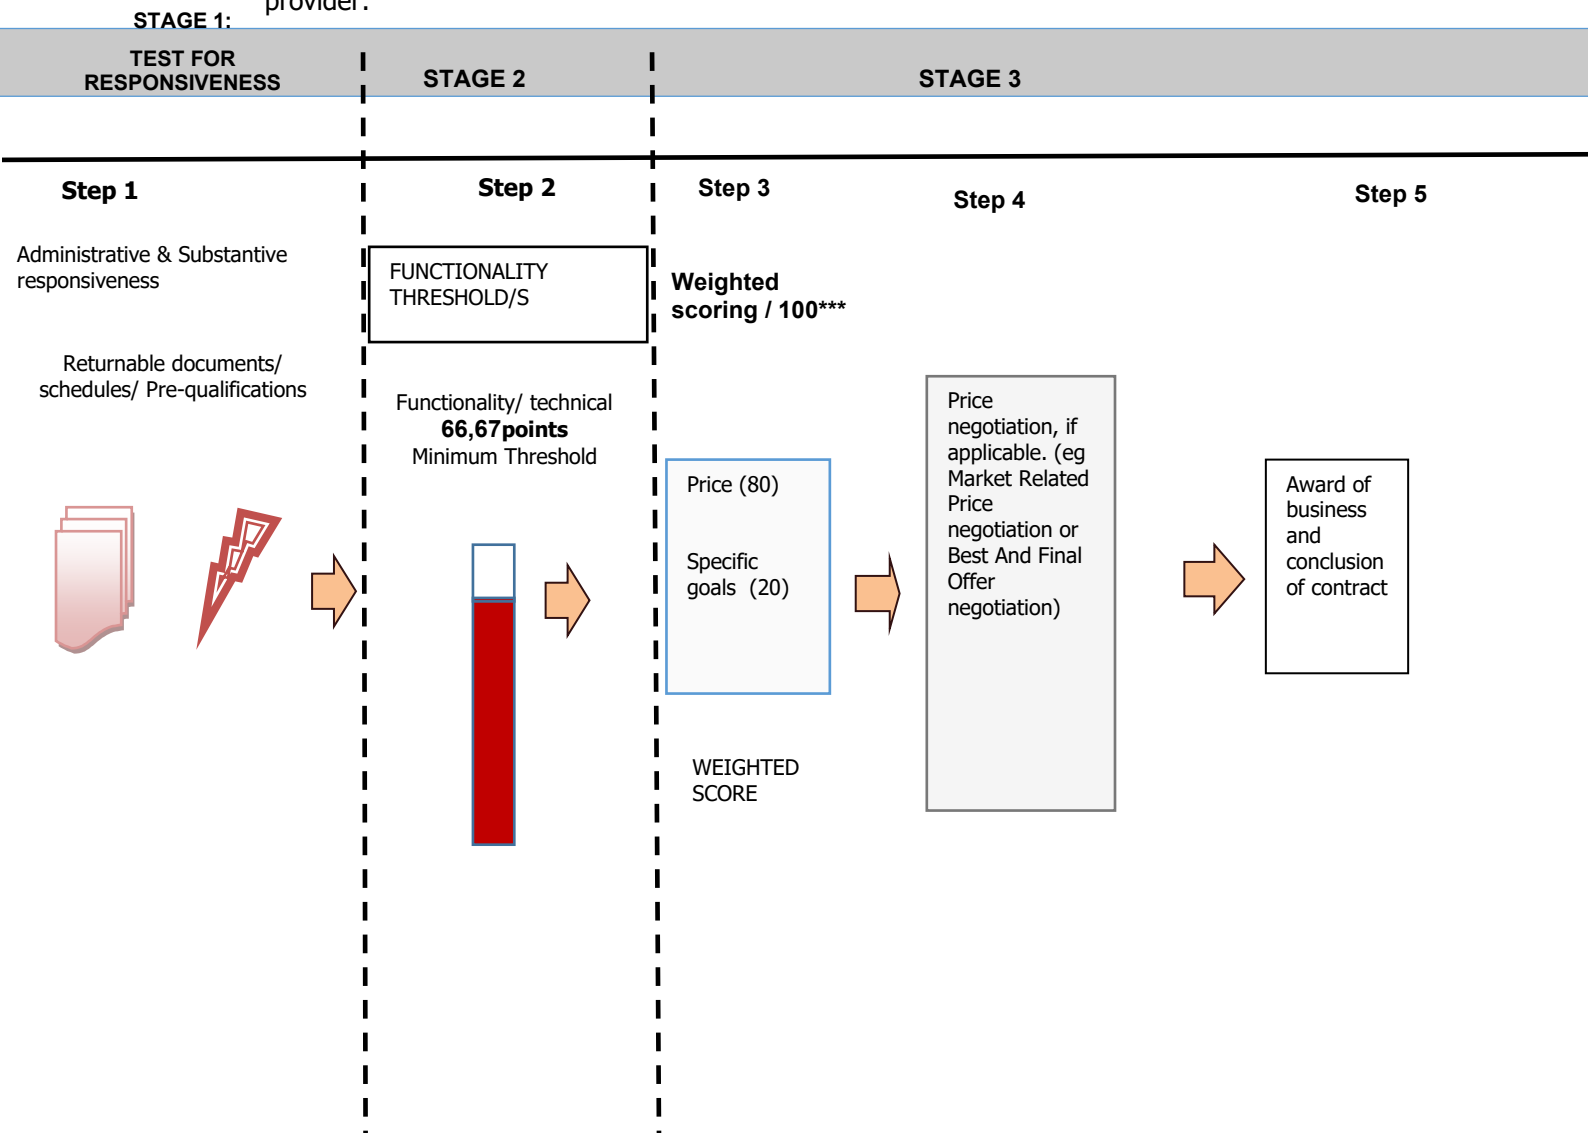 provider.
STAGE 1:
TEST FOR
RESPONSIVENESS
STAGE 2
STAGE 3
Step 1
Step 2
Step 3
Step 4
Step 5
Administrative & Substantive
responsiveness
Returnable documents/
schedules/ Pre-qualifications
FUNCTIONALITY
THRESHOLD/S
Functionality/ technical
66,67points
Minimum Threshold
Weighted
scoring / 100***
Price (80)
Specific
goals (20)
WEIGHTED
SCORE
Price
negotiation, if
applicable. (eg
Market Related
Price
negotiation or
Best And Final
Offer
negotiation)
Award of
business
and
conclusion
of contract